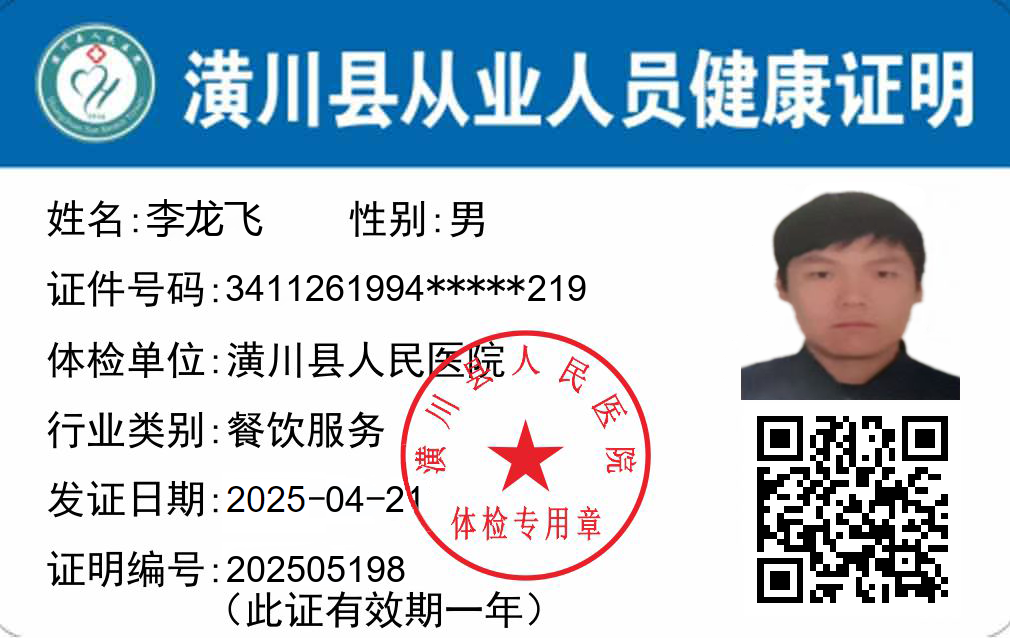 潢川县从业人员健康证明
姓名:李龙飞 性别:男
证件号码:3411261994*****219
体检单位:潢川县人民医院
行业类别:餐饮服务
发证日期:2025-04-21
证明编号:202505198
（此证有效期一年）
潢川县人民医院
体检专用章